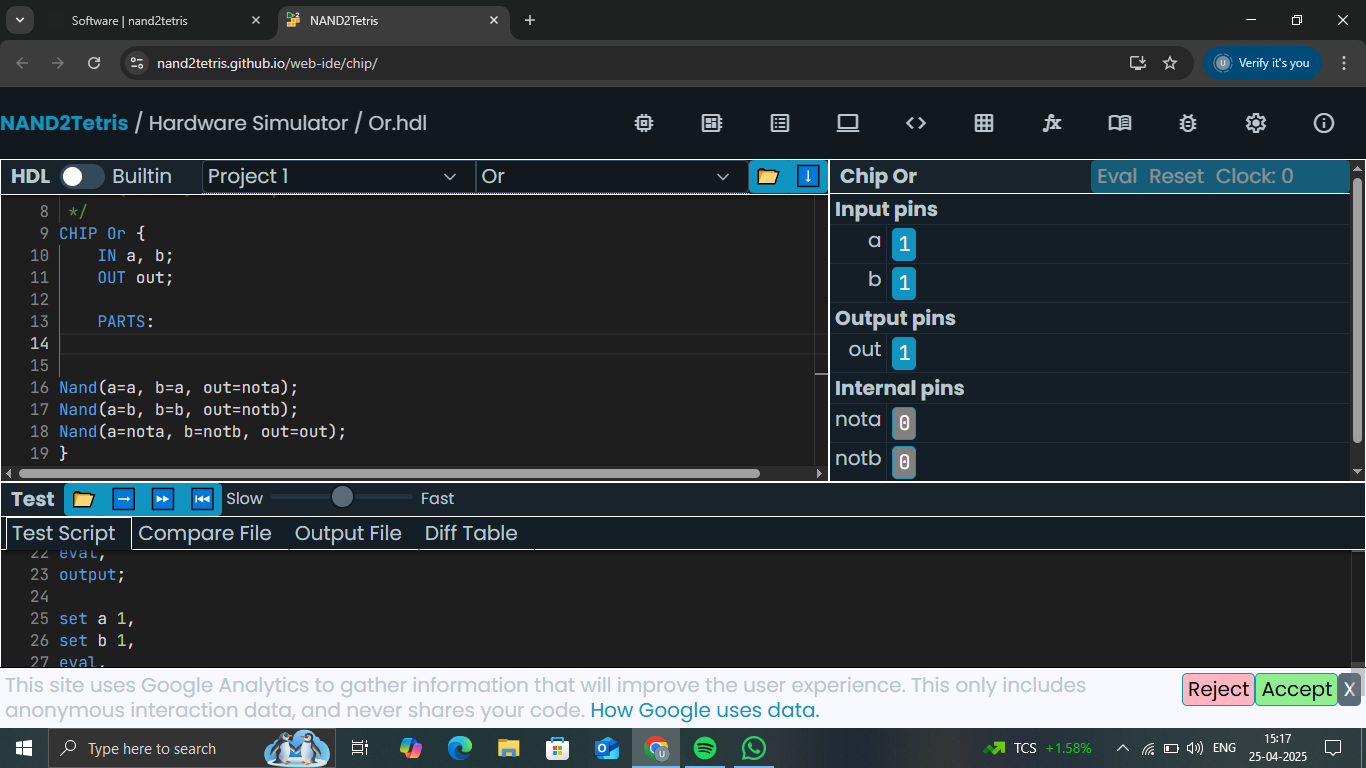 Software | nand2tetris
NAND2Tetris
nand2tetris.github.io/web-ide/chip/
U Verify it's you
NAND2Tetris / Hardware Simulator / Or.hdl
HDL Builtin Project 1 Or
Chip Or Eval Reset Clock: 0
8 */
9 CHIP Or {
10 IN a, b;
11 OUT out;
12
13 PARTS:
14
15
16 Nand(a=a, b=a, out=nota);
17 Nand(a=b, b=b, out=notb);
18 Nand(a=nota, b=notb, out=out);
19 }
Input pins
a 1
b 1
Output pins
out 1
Internal pins
nota 0
notb 0
Test Slow Fast
Test Script Compare File Output File Diff Table
22 eval,
23 output;
24
25 set a 1,
26 set b 1,
27 eval,
This site uses Google Analytics to gather information that will improve the user experience. This only includes
anonymous interaction data, and never shares your code. How Google uses data.
Reject Accept X
Type here to search
U
TCS +1.58%
ENG
15:17
25-04-2025